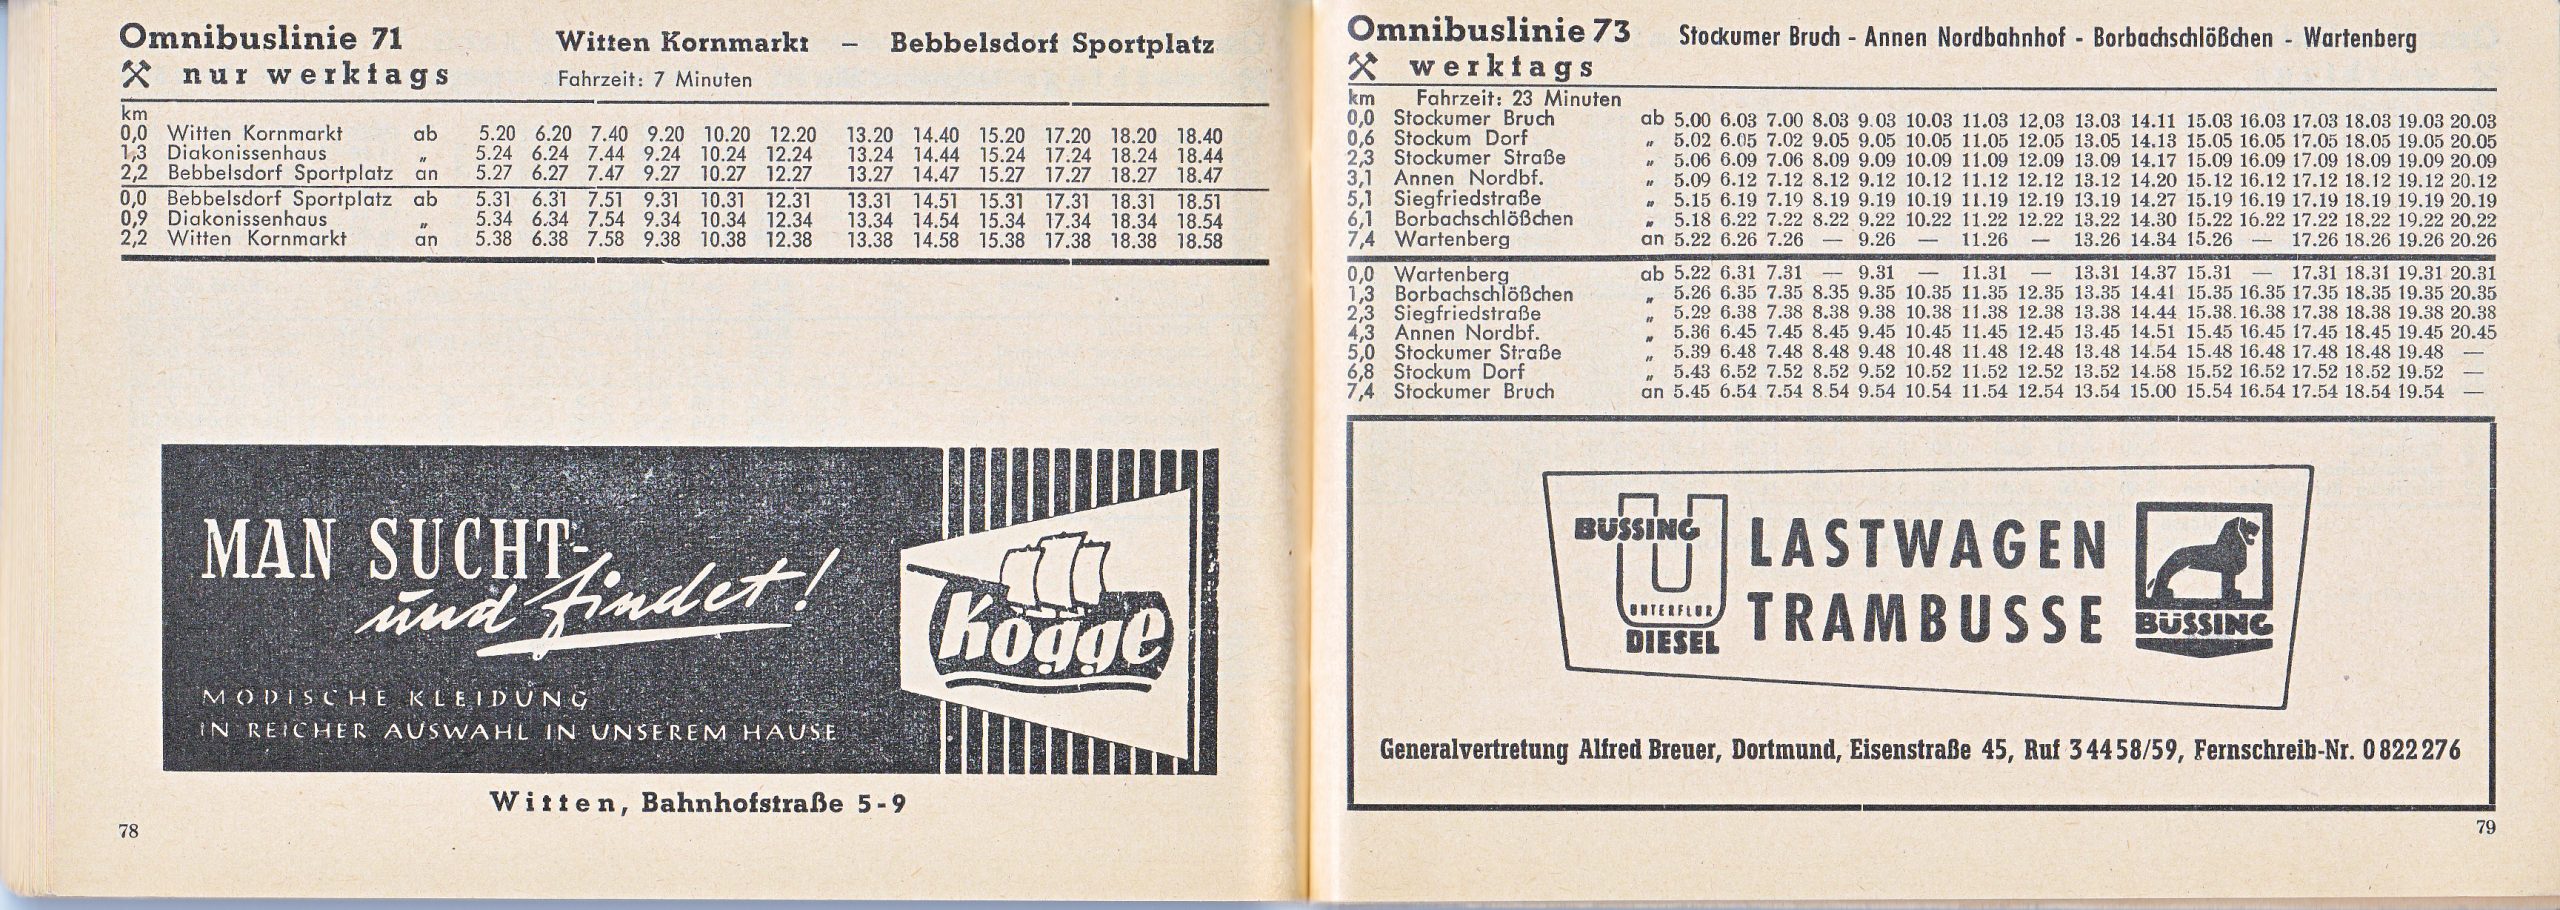 Omnibuslinie 71 Witten Kornmarkt – Bebbelsdorf Sportplatz
nur werktags Fahrzeit: 7 Minuten
km
0,0 Witten Kornmarkt ab 5.20 6.20 7.40 9.20 10.20 12.20 13.20 14.40 15.20 17.20 18.20 18.40
1,3 Diakonissenhaus „ 5.24 6.24 7.44 9.24 10.24 12.24 13.24 14.44 15.24 17.24 18.24 18.44
2,2 Bebbelsdorf Sportplatz an 5.27 6.27 7.47 9.27 10.27 12.27 13.27 14.47 15.27 17.27 18.27 18.47
0,0 Bebbelsdorf Sportplatz ab 5.31 6.31 7.51 9.31 10.31 12.31 13.31 14.51 15.31 17.31 18.31 18.51
0,9 Diakonissenhaus „ 5.34 6.34 7.54 9.34 10.34 12.34 13.34 14.54 15.34 17.34 18.34 18.54
2,2 Witten Kornmarkt an 5.38 6.38 7.58 9.38 10.38 12.38 13.38 14.58 15.38 17.38 18.38 18.58
MAN SUCHT-
und findet!
Kogge
MODISCHE KLEIDUNG
IN REICHER AUSWAHL IN UNSEREM HAUSE
Witten, Bahnhofstraße 5-9
78
Omnibuslinie 73 Stockumer Bruch - Annen Nordbahnhof - Borbachschlößchen - Wartenberg
werktags
km Fahrzeit: 23 Minuten
0,0 Stockumer Bruch ab 5.00 6.03 7.00 8.03 9.03 10.03 11.03 12.03 13.03 14.11 15.03 16.03 17.03 18.03 19.03 20.03
0,6 Stockum Dorf „ 5.02 6.05 7.02 9.05 9.05 10.05 11.05 12.05 13.05 14.13 15.05 16.05 17.05 18.05 19.05 20.05
2,3 Stockumer Straße „ 5.06 6.09 7.06 8.09 9.09 10.09 11.09 12.09 13.09 14.17 15.09 16.09 17.09 18.09 19.09 20.09
3,1 Annen Nordbf. „ 5.09 6.12 7.12 8.12 9.12 10.12 11.12 12.12 13.12 14.20 15.12 16.12 17.12 18.12 19.12 20.12
5,1 Siegfriedstraße „ 5.15 6.19 7.19 8.19 9.19 10.19 11.19 12.19 13.19 14.27 15.19 16.19 17.19 18.19 19.19 20.19
6,1 Borbachschlößchen „ 5.18 6.22 7.22 8.22 9.22 10.22 11.22 12.22 13.22 14.30 15.22 16.22 17.22 18.22 19.22 20.22
7,4 Wartenberg an 5.22 6.26 7.26 — 9.26 — 11.26 — 13.26 14.34 15.26 — 17.26 18.26 19.26 20.26
0,0 Wartenberg ab 5.22 6.31 7.31 — 9.31 — 11.31 — 13.31 14.37 15.31 — 17.31 18.31 19.31 20.31
1,3 Borbachschlößchen „ 5.26 6.35 7.35 8.35 9.35 10.35 11.35 12.35 13.35 14.41 15.35 16.35 17.35 18.35 19.35 20.35
2,3 Siegfriedstraße „ 5.29 6.38 7.38 8.38 9.38 10.38 11.38 12.38 13.38 14.44 15.38 16.38 17.38 18.38 19.38 20.38
4,3 Annen Nordbf. „ 5.36 6.45 7.45 8.45 9.45 10.45 11.45 12.45 13.45 14.51 15.45 16.45 17.45 18.45 19.45 20.45
5,0 Stockumer Straße „ 5.39 6.48 7.48 8.48 9.48 10.48 11.48 12.48 13.48 14.54 15.48 16.48 17.48 18.48 19.48 —
6,8 Stockum Dorf „ 5.43 6.52 7.52 8.52 9.52 10.52 11.52 12.52 13.52 14.58 15.52 16.52 17.52 18.52 19.52 —
7,4 Stockumer Bruch an 5.45 6.54 7.54 8.54 9.54 10.54 11.54 12.54 13.54 15.00 15.54 16.54 17.54 18.54 19.54 —
BÜSSING
U
UNTERFLUR
DIESEL
LASTWAGEN
TRAMBUSSE
BÜSSING
Generalvertretung Alfred Breuer, Dortmund, Eisenstraße 45, Ruf 3 44 58/59, Fernschreib-Nr. 0 822 276
79